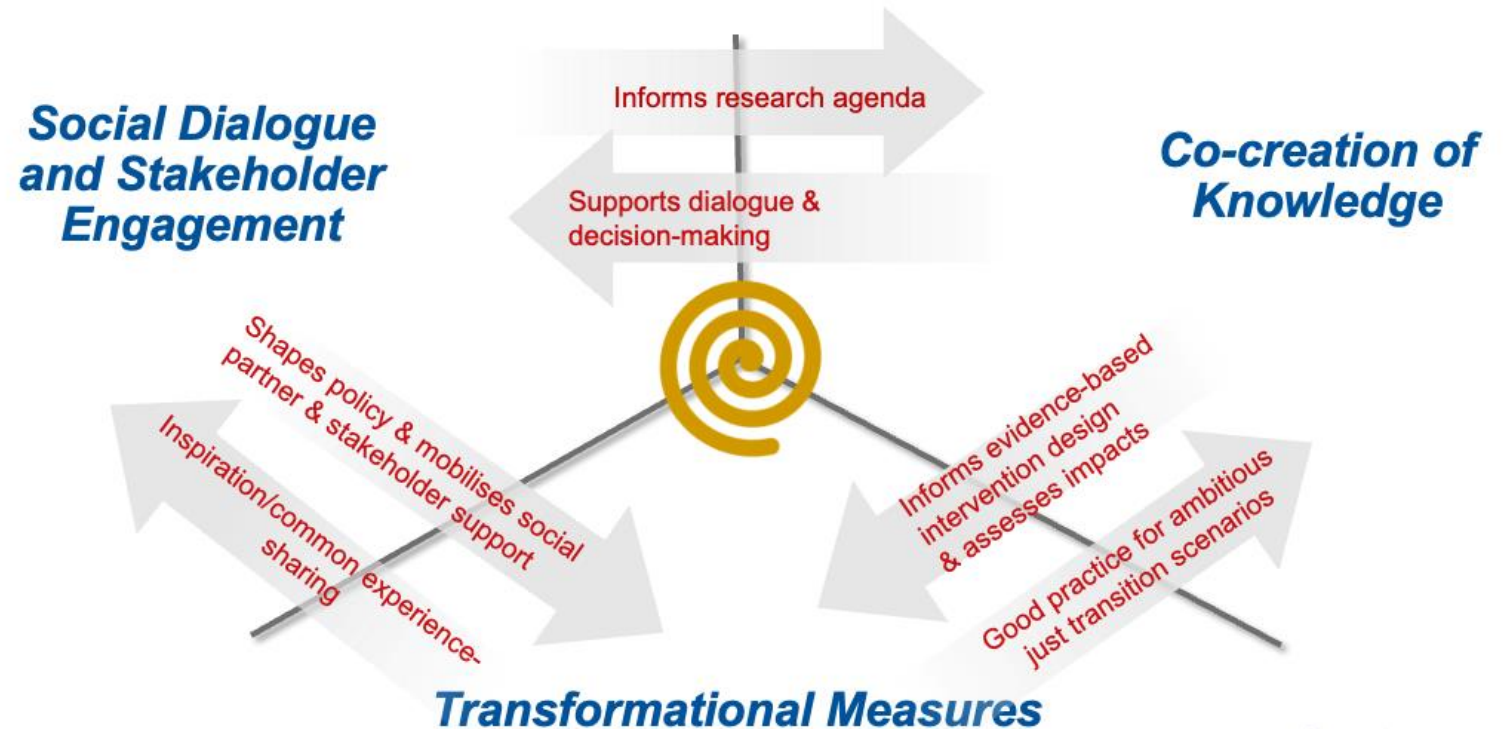 Informs research agenda
Social Dialogue
and Stakeholder
Engagement
Co-creation of
Knowledge
Supports dialogue &
decision-making
Shapes policy & mobilises social
partner & stakeholder support
Inspiration/common experience-
sharing
Informs evidence-based
intervention design
& assesses impacts
Good practice for ambitious
just transition scenarios
Transformational Measures